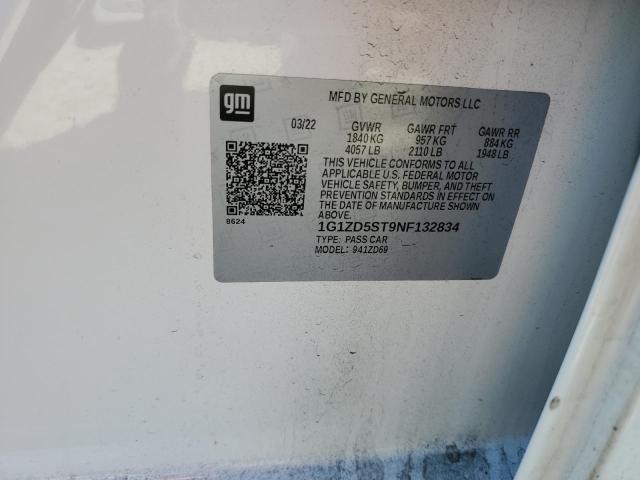 gm
MFD BY GENERAL MOTORS LLC
03/22 GVWR GAWR FRT GAWR RR
1840 KG 957 KG 884 KG
4057 LB 2110 LB 1948 LB
THIS VEHICLE CONFORMS TO ALL
APPLICABLE U.S. FEDERAL MOTOR
VEHICLE SAFETY, BUMPER, AND THEFT
PREVENTION STANDARDS IN EFFECT ON
THE DATE OF MANUFACTURE SHOWN
ABOVE.
8624
1G1ZD5ST9NF132834
TYPE: PASS CAR
MODEL: 941ZD69